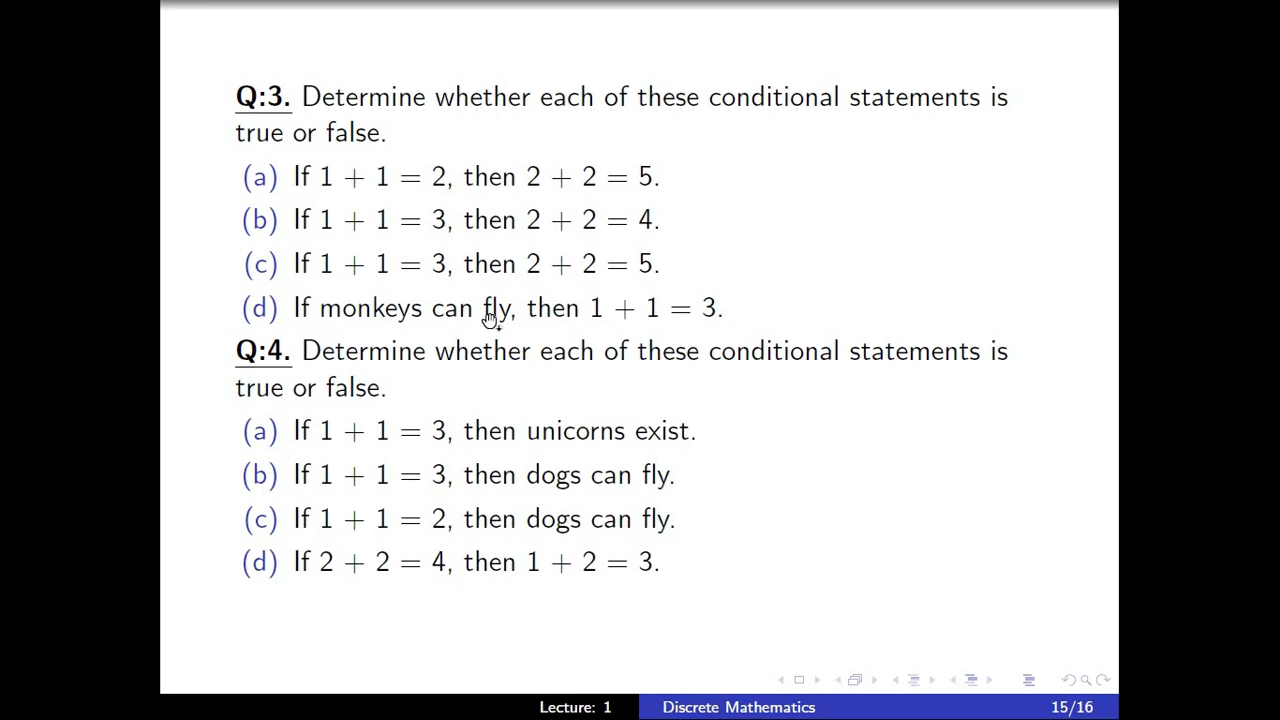 Q:3. Determine whether each of these conditional statements is
true or false.
(a) If 1 + 1 = 2, then 2 + 2 = 5.
(b) If 1 + 1 = 3, then 2 + 2 = 4.
(c) If 1 + 1 = 3, then 2 + 2 = 5.
(d) If monkeys can fly, then 1 + 1 = 3.
Q:4. Determine whether each of these conditional statements is
true or false.
(a) If 1 + 1 = 3, then unicorns exist.
(b) If 1 + 1 = 3, then dogs can fly.
(c) If 1 + 1 = 2, then dogs can fly.
(d) If 2 + 2 = 4, then 1 + 2 = 3.
Lecture: 1 Discrete Mathematics 15/16